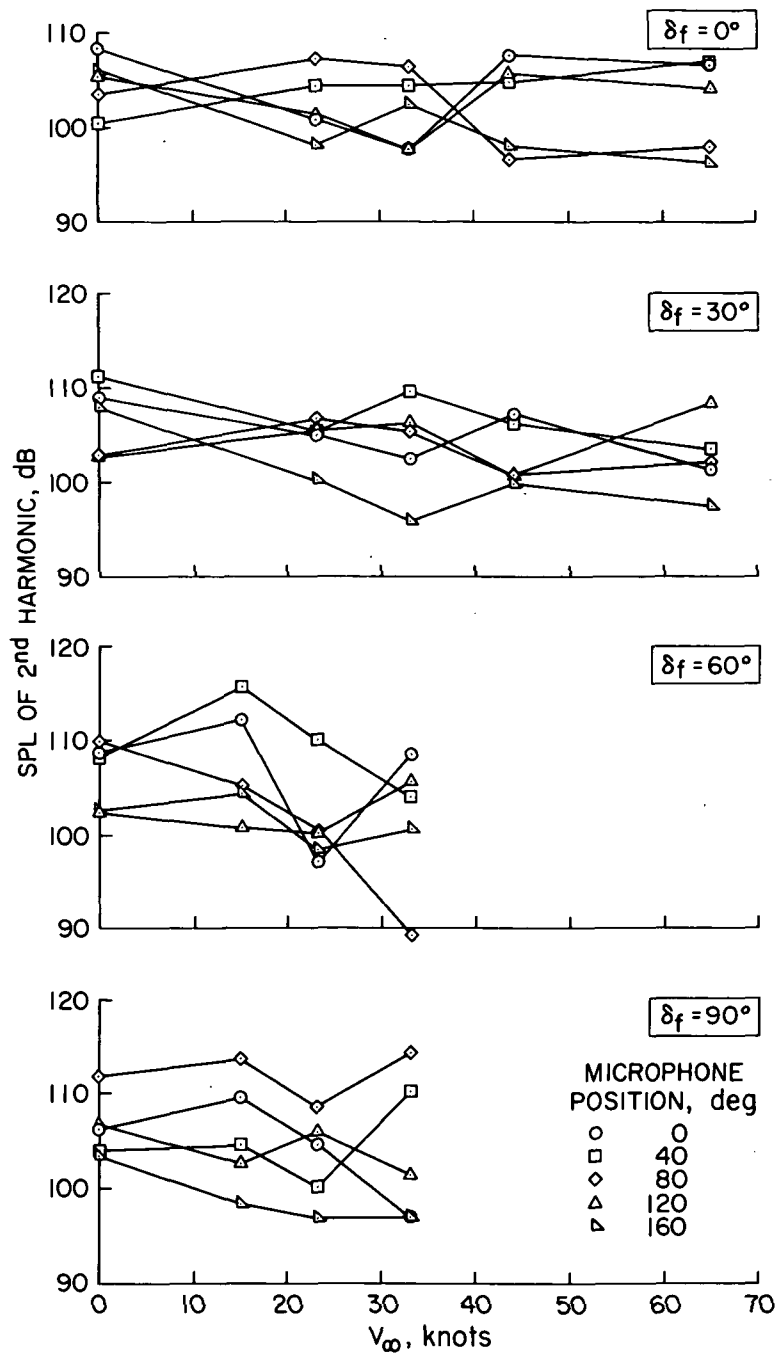 110
100
90
δf = 0°
120
110
100
90
δf = 30°
SPL OF 2nd HARMONIC, dB
120
110
100
90
δf = 60°
120
110
100
90
δf = 90°
MICROPHONE
POSITION, deg
0
40
80
120
160
0 10 20 30 40 50 60 70
V∞, knots